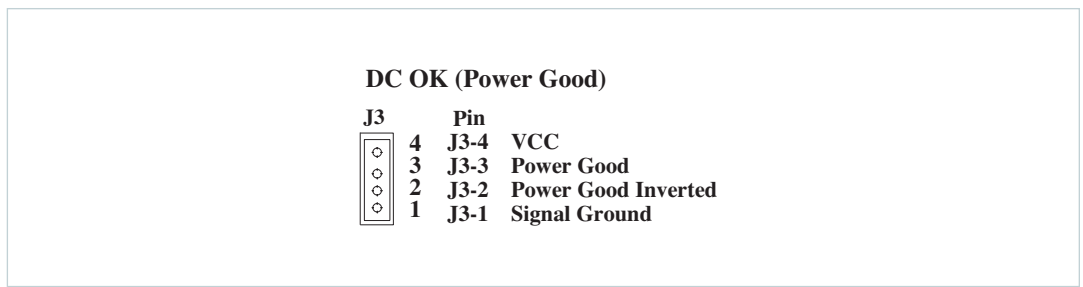 DC OK (Power Good)
J3 Pin
4 J3-4 VCC
3 J3-3 Power Good
2 J3-2 Power Good Inverted
1 J3-1 Signal Ground